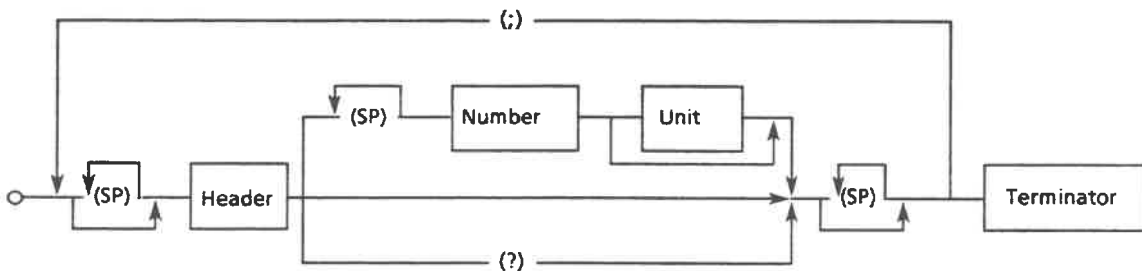 (;)
(SP) Number Unit
(SP) Header (SP) Terminator
(?)